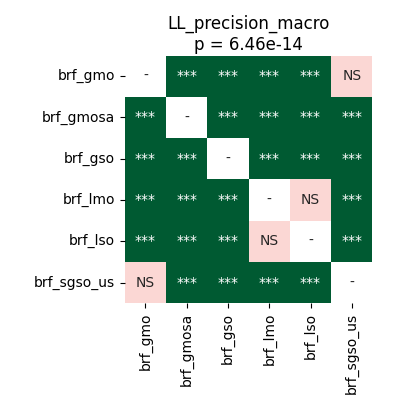 LL_precision_macro
p = 6.46e-14
brf_gmo - *** *** *** *** NS
brf_gmosa *** - *** *** *** ***
brf_gso *** *** - *** *** ***
brf_lmo *** *** *** - NS ***
brf_lso *** *** *** NS - ***
brf_sgso_us NS *** *** *** *** -
brf_gmo brf_gmosa brf_gso brf_lmo brf_lso brf_sgso_us